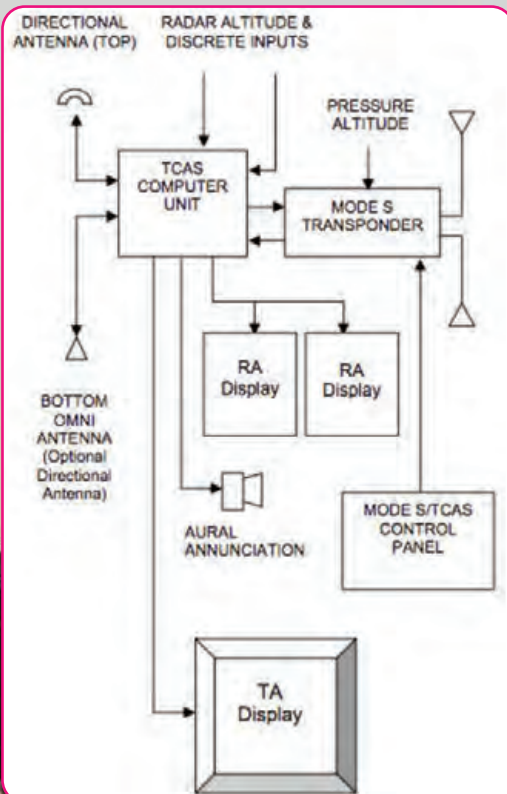 DIRECTIONAL
ANTENNA (TOP)
RADAR ALTITUDE &
DISCRETE INPUTS
PRESSURE
ALTITUDE
TCAS
COMPUTER
UNIT
MODE S
TRANSPONDER
RA
Display
RA
Display
BOTTOM
OMNI
ANTENNA
(Optional
Directional
Antenna)
AURAL
ANNUNCIATION
MODE S/TCAS
CONTROL
PANEL
TA
Display